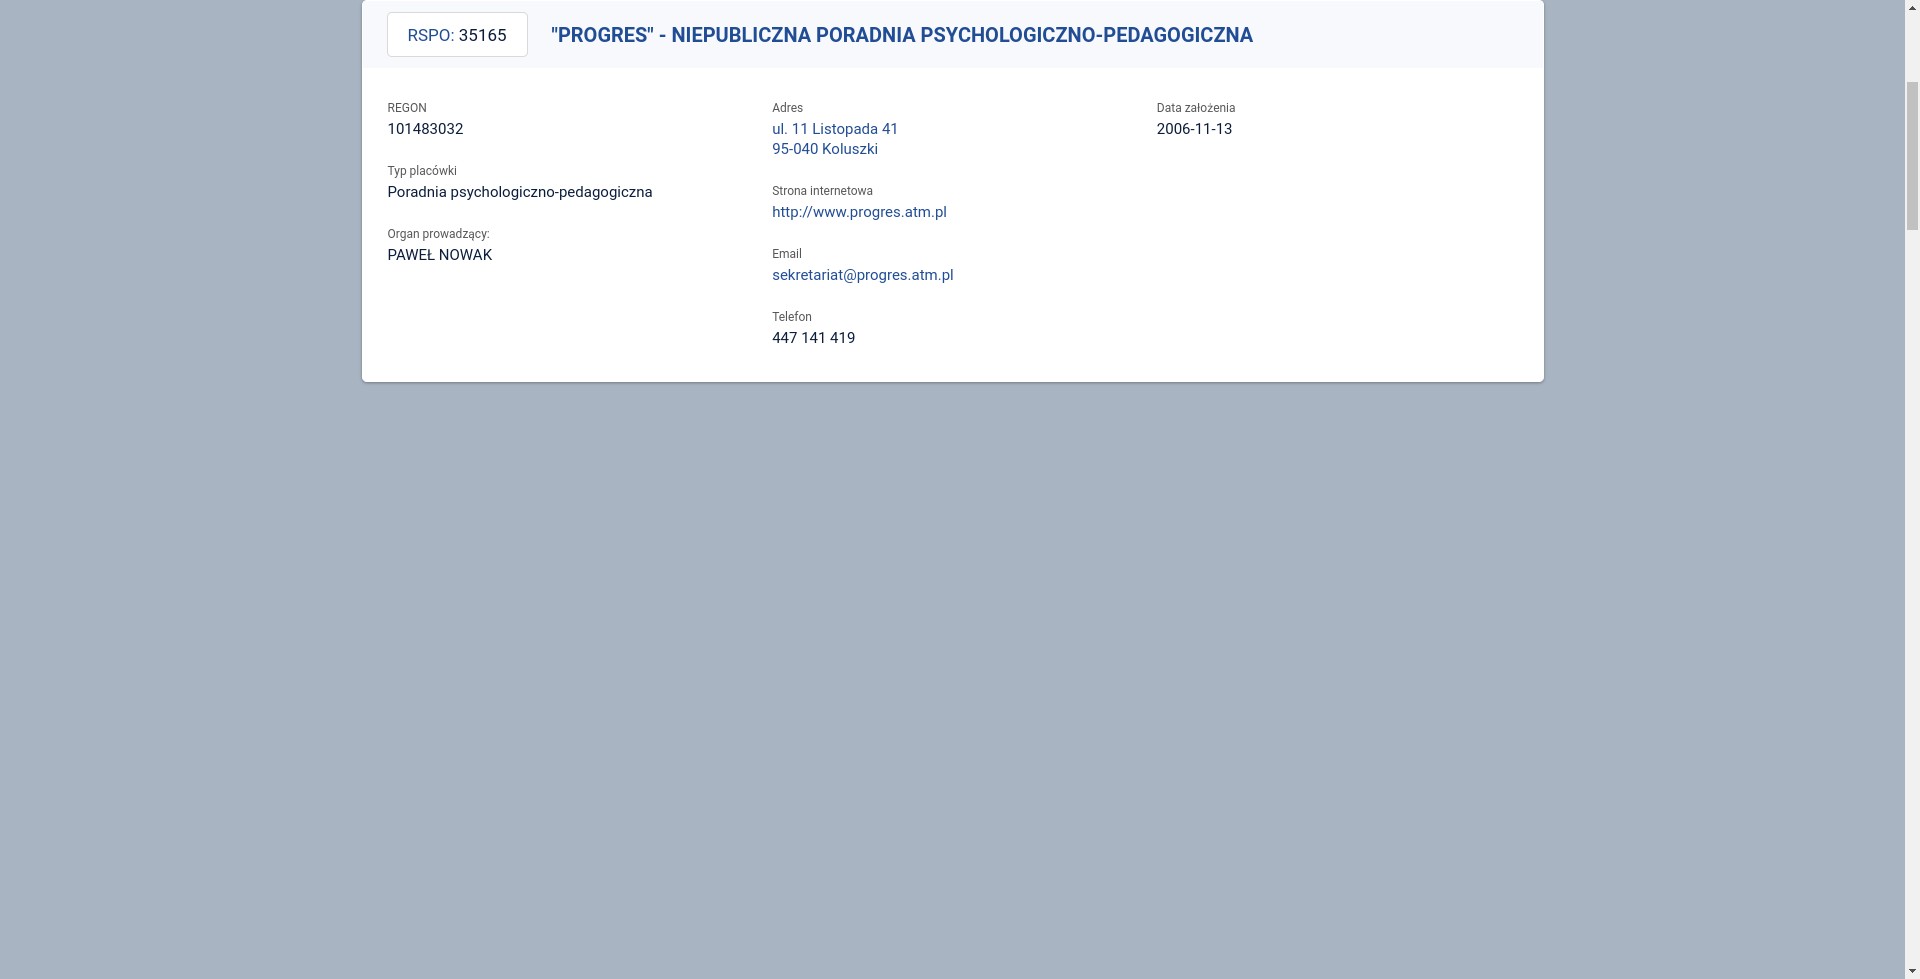 RSPO: 35165
"PROGRES" - NIEPUBLICZNA PORADNIA PSYCHOLOGICZNO-PEDAGOGICZNA
REGON
101483032
Typ placówki
Poradnia psychologiczno-pedagogiczna
Organ prowadzący:
PAWEŁ NOWAK
Adres
ul. 11 Listopada 41
95-040 Koluszki
Strona internetowa
http://www.progres.atm.pl
Email
sekretariat@progres.atm.pl
Telefon
447 141 419
Data założenia
2006-11-13